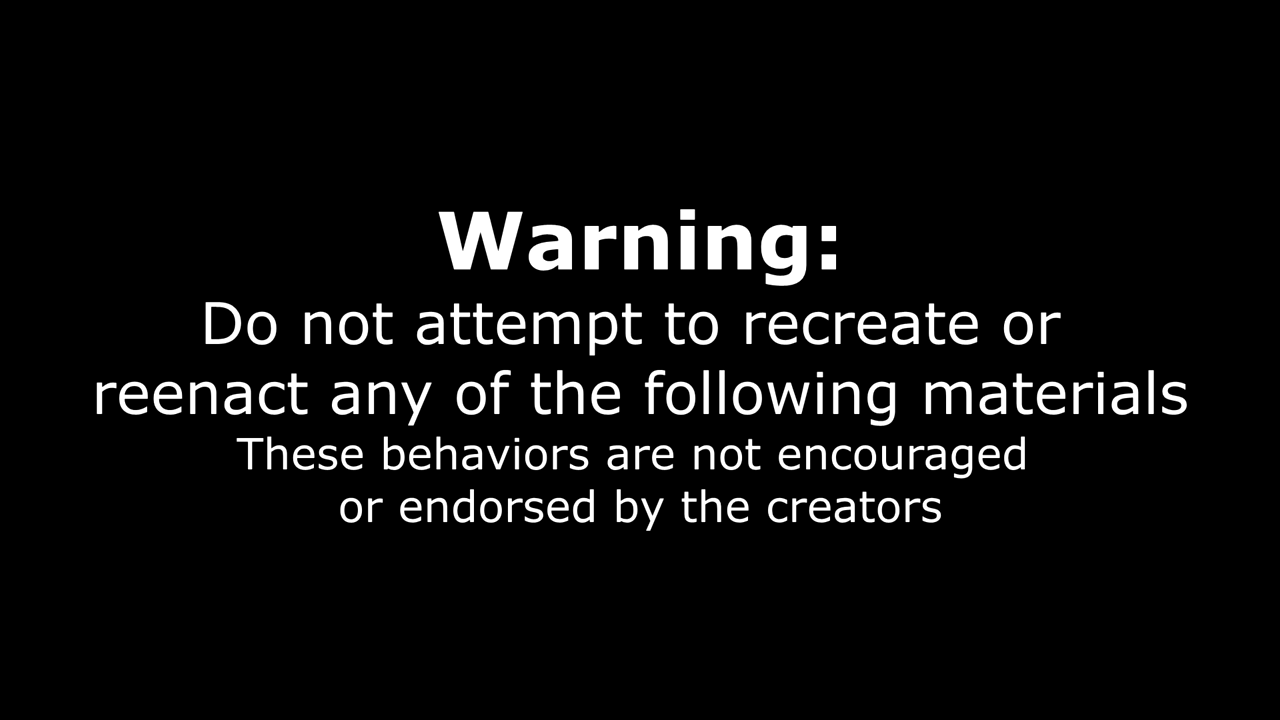 Warning:
Do not attempt to recreate or
reenact any of the following materials
These behaviors are not encouraged
or endorsed by the creators